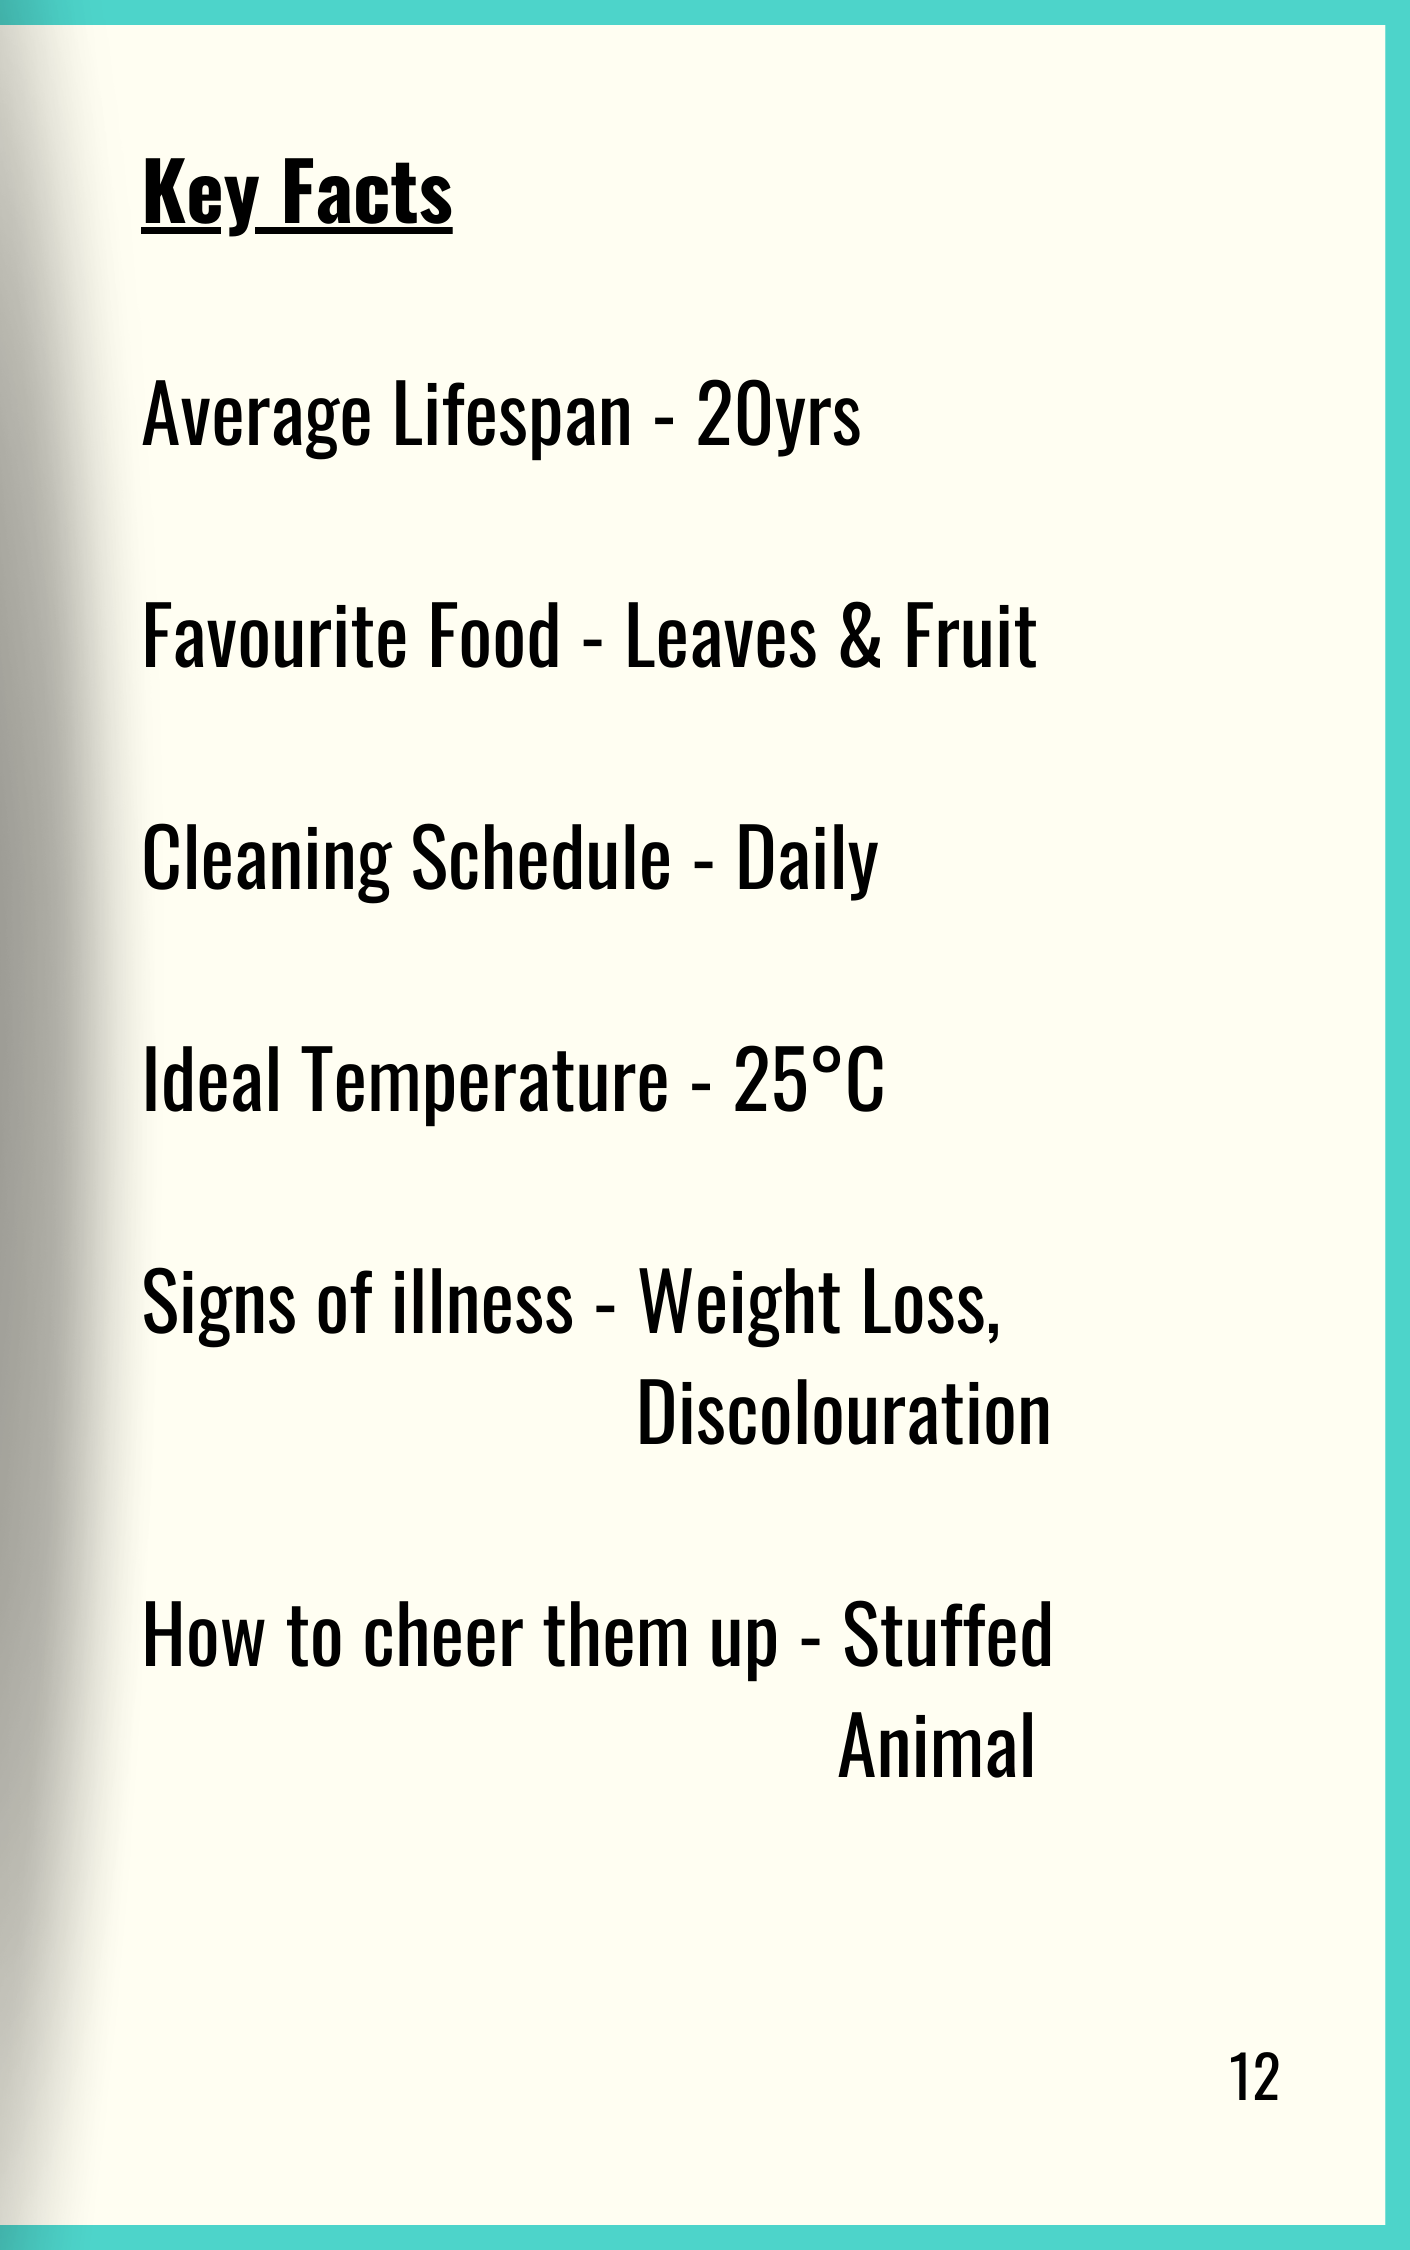 Key Facts
Average Lifespan - 20yrs
Favourite Food - Leaves & Fruit
Cleaning Schedule - Daily
Ideal Temperature - 25°C
Signs of illness - Weight Loss,
Discolouration
How to cheer them up - Stuffed
Animal
12